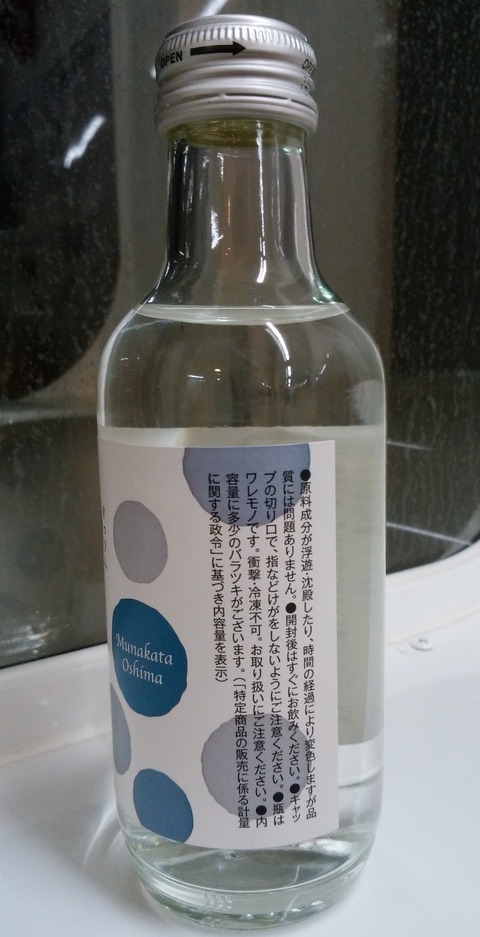 OPEN
●原料成分が浮遊・沈殿したり、時間の経過により変色しますが品
質には問題ありません。●開封後はすぐにお飲みください。●キャッ
プの切り口で、指などけがをしないようにご注意ください。●瓶は
ワレモノです。衝撃・冷凍不可。お取り扱いにご注意ください。●内
容量に多少のバラツキがございます。（「特定商品の販売に係る計量
に関する政令」に基づき内容量を表示）
Munakata
Oshima